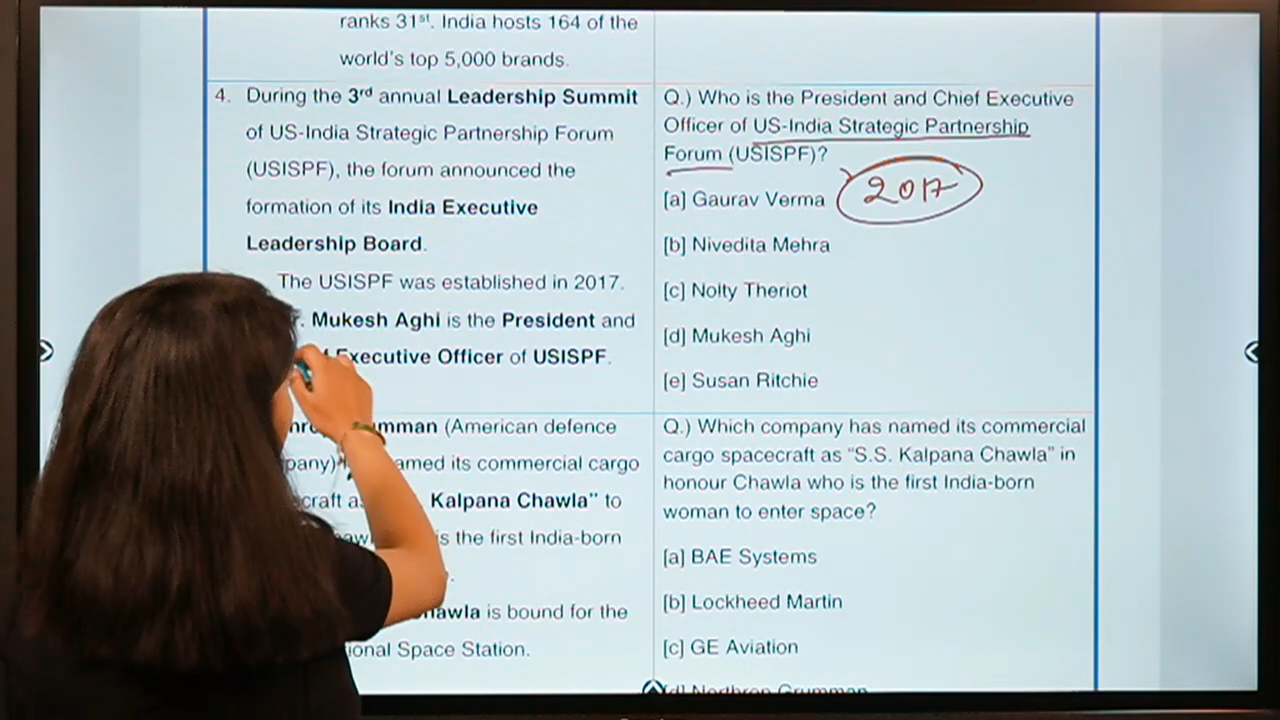 ranks 31st. India hosts 164 of the
world's top 5,000 brands.
4. During the 3rd annual Leadership Summit
of US-India Strategic Partnership Forum
(USISPF), the forum announced the
formation of its India Executive
Leadership Board.
The USISPF was established in 2017.
Mukesh Aghi is the President and
Executive Officer of USISPF.
mman (American defence
pany) amed its commercial cargo
craft as Kalpana Chawla" to
is the first India-born
hawla is bound for the
ional Space Station.
Q.) Who is the President and Chief Executive
Officer of US-India Strategic Partnership
Forum (USISPF)?
[a] Gaurav Verma
2017
[b] Nivedita Mehra
[c] Nolty Theriot
[d] Mukesh Aghi
[e] Susan Ritchie
Q.) Which company has named its commercial
cargo spacecraft as "S.S. Kalpana Chawla" in
honour Chawla who is the first India-born
woman to enter space?
[a] BAE Systems
[b] Lockheed Martin
[c] GE Aviation
[d] Northrop Grumman